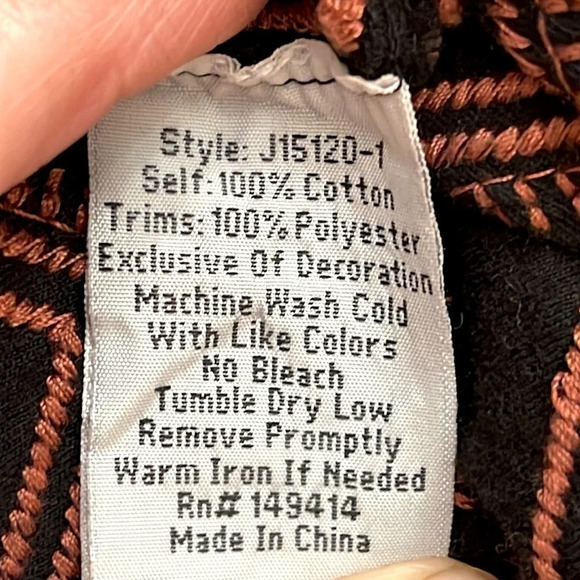 Style: J15120-1
Self: 100% Cotton
Trims: 100% Polyester
Exclusive Of Decoration
Machine Wash Cold
With Like Colors
No Bleach
Tumble Dry Low
Remove Promptly
Warm Iron If Needed
Rn# 149414
Made In China